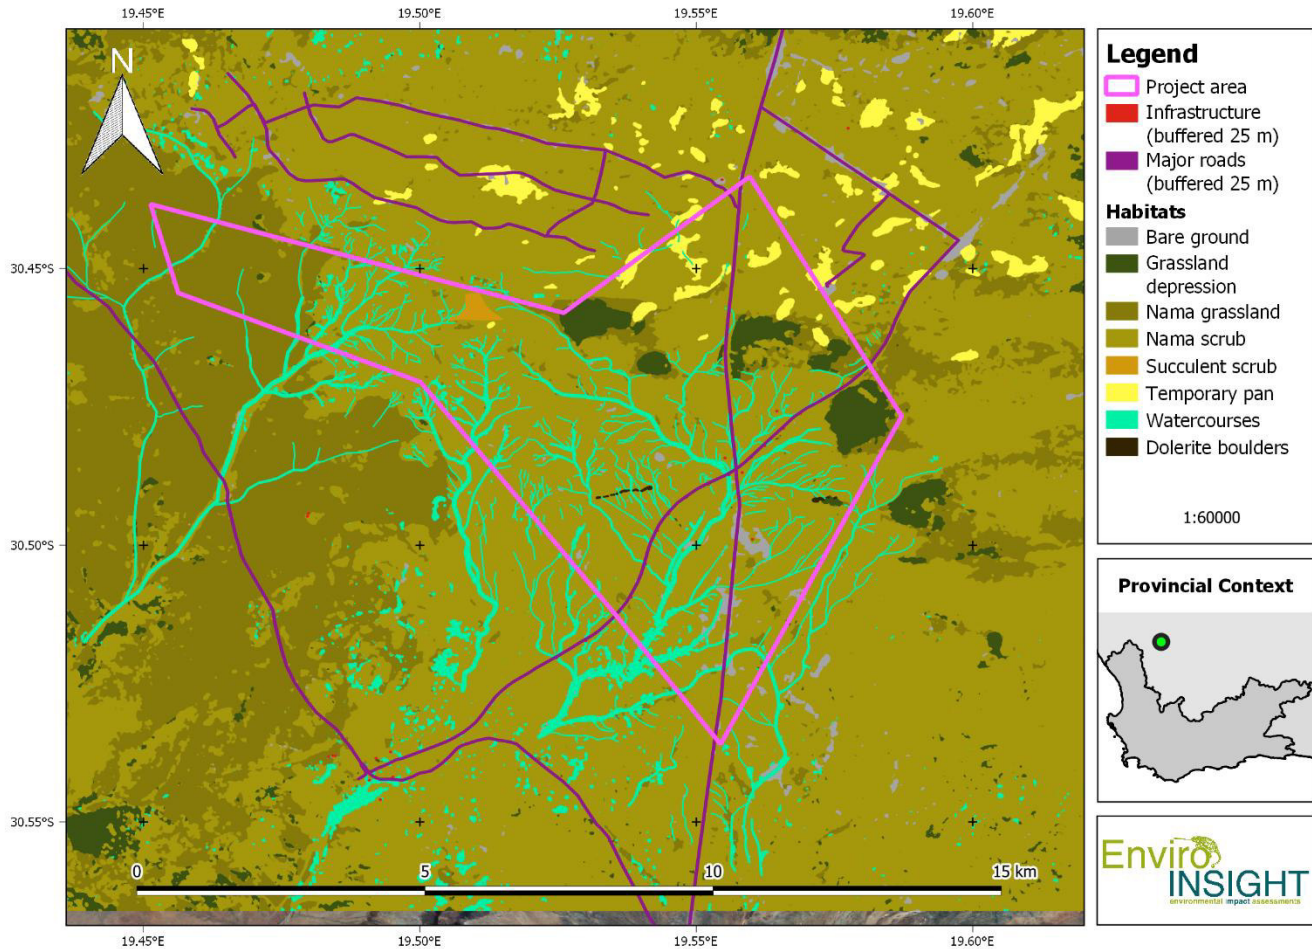 19.45°E
19.50°E
19.55°E
19.60°E
N
30.45°S
30.50°S
30.55°S
0
5
10
15 km
19.45°E
19.50°E
19.55°E
19.60°E
Legend
Project area
Infrastructure
(buffered 25 m)
Major roads
(buffered 25 m)
Habitats
Bare ground
Grassland
depression
Nama grassland
Nama scrub
Succulent scrub
Temporary pan
Watercourses
Dolerite boulders
1:60000
Provincial Context
Enviro
INSIGHT
environmental impact assessments